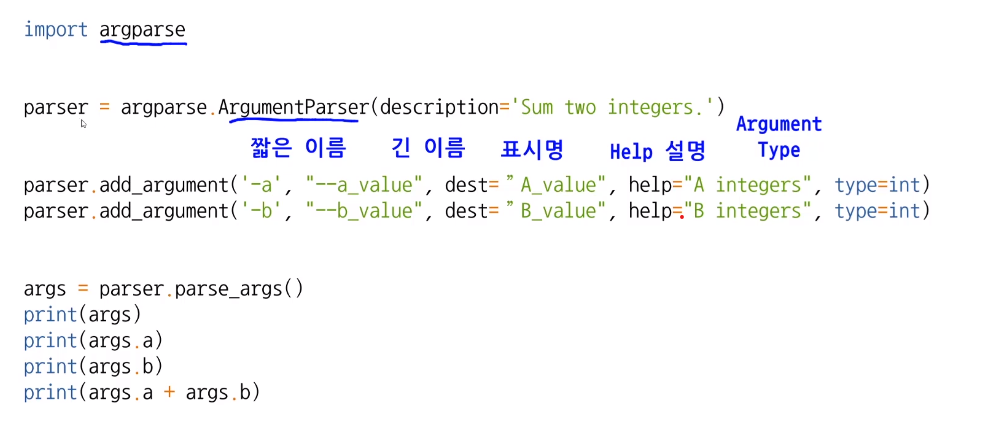 import argparse
parser = argparse.ArgumentParser(description='Sum two integers.')
짧은 이름 긴 이름 표시명 Help 설명 Argument Type
parser.add_argument('-a', "--a_value", dest=”A_value", help="A integers", type=int)
parser.add_argument('-b', "--b_value", dest=”B_value", help="B integers", type=int)
args = parser.parse_args()
print(args)
print(args.a)
print(args.b)
print(args.a + args.b)